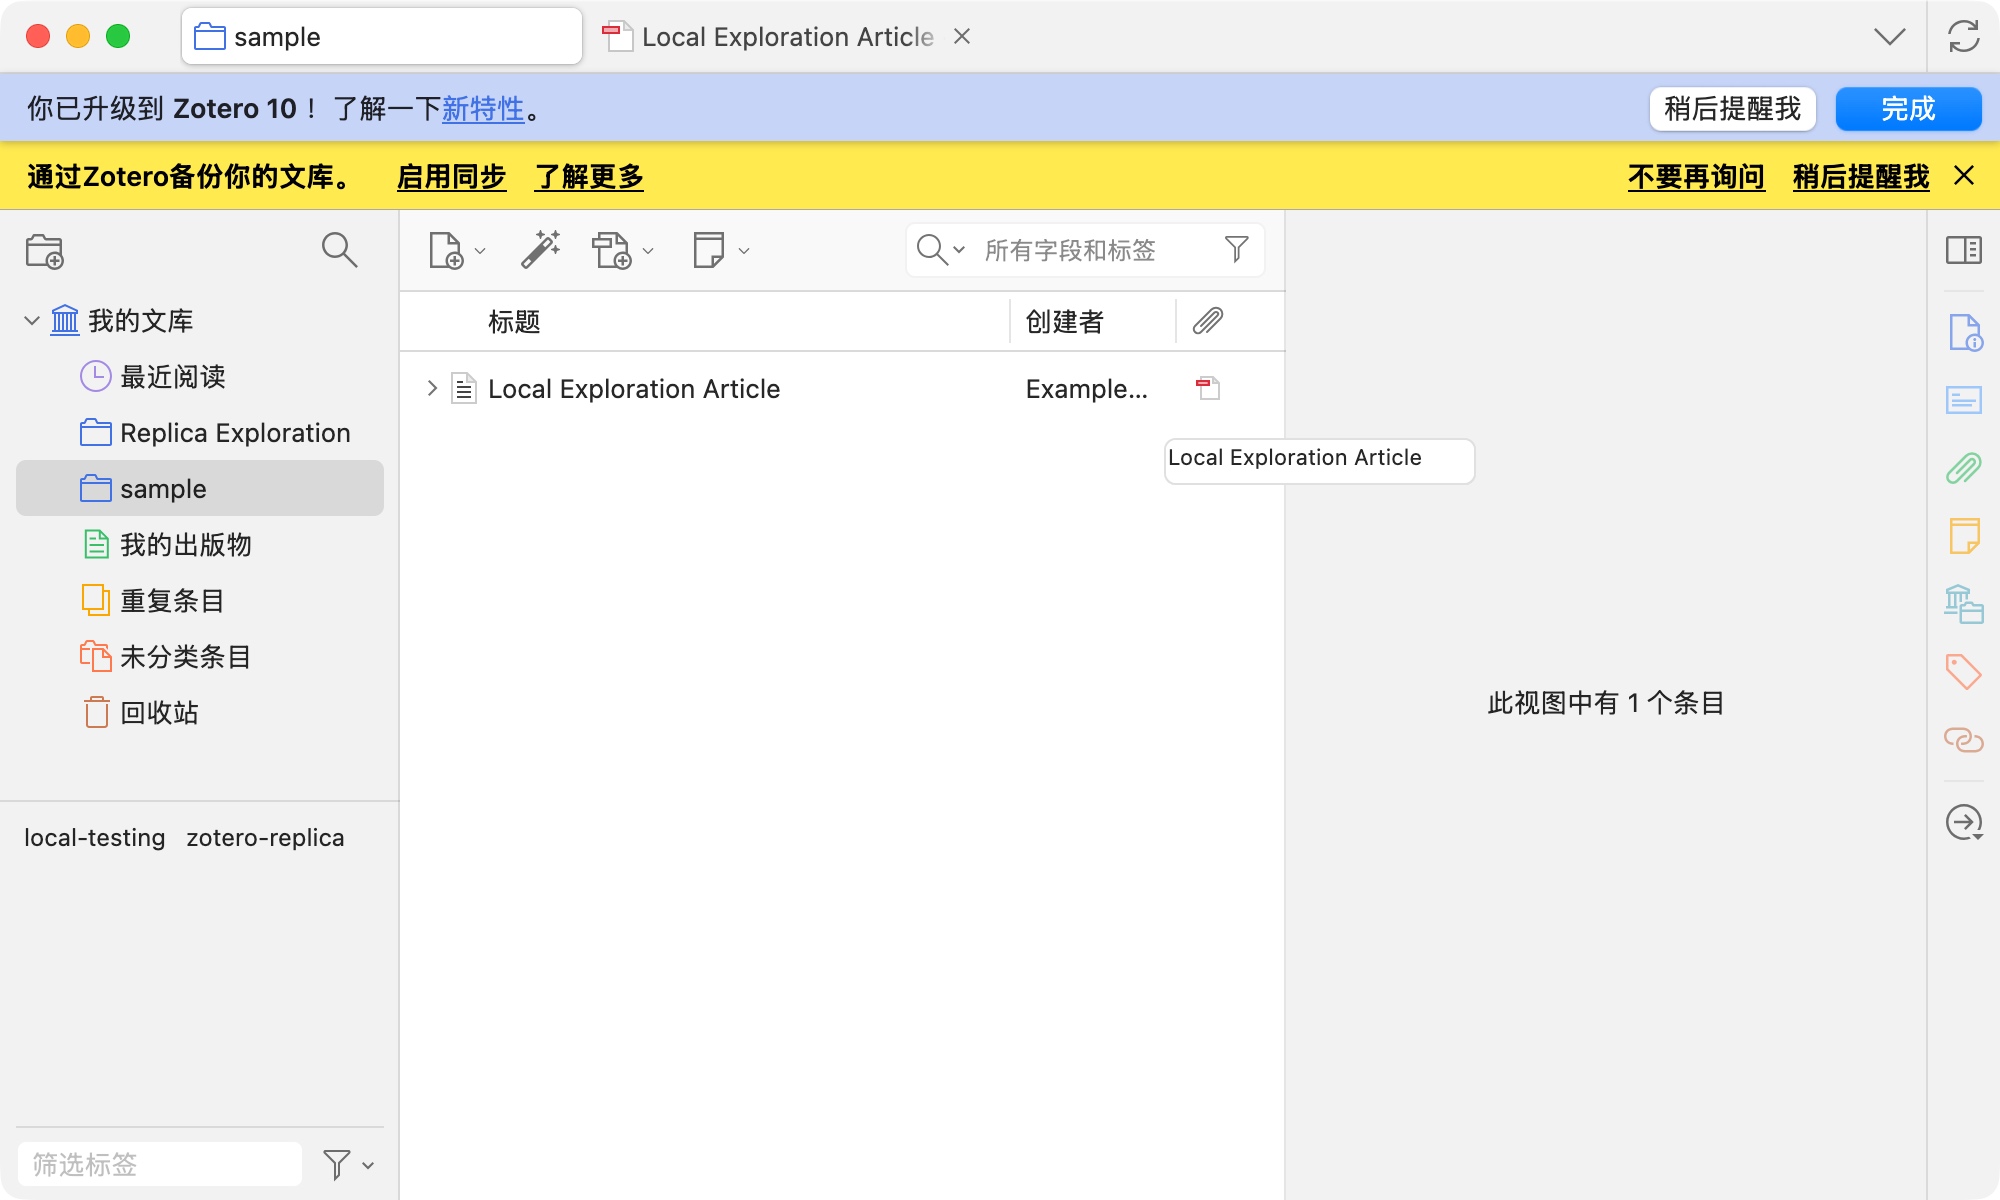 sample
Local Exploration Article
你已升级到 Zotero 10！了解一下新特性。
稍后提醒我
完成
通过Zotero备份你的文库。 启用同步 了解更多
不要再询问 稍后提醒我
我的文库
最近阅读
Replica Exploration
sample
我的出版物
重复条目
未分类条目
回收站
local-testing zotero-replica
筛选标签
所有字段和标签
标题 创建者
Local Exploration Article Example...
Local Exploration Article
此视图中有 1 个条目